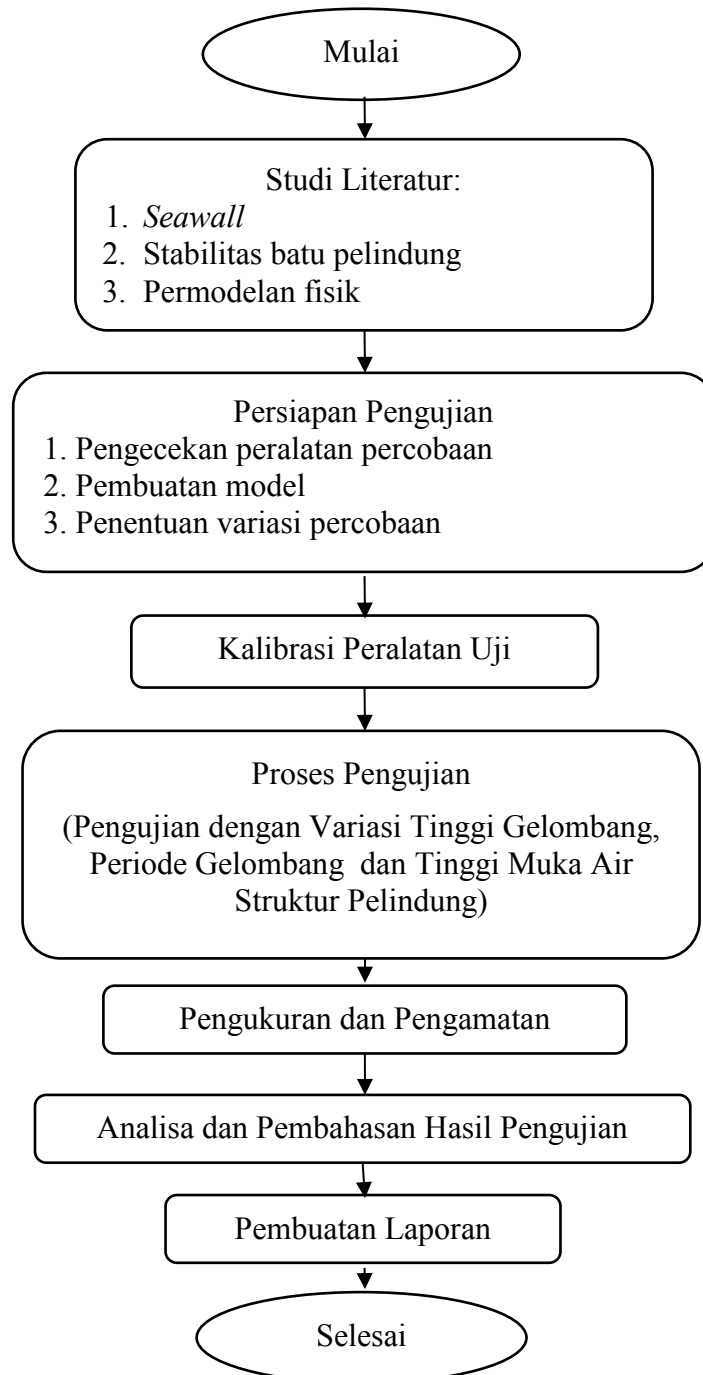 Mulai
Studi Literatur:
1. Seawall
2. Stabilitas batu pelindung
3. Permodelan fisik
Persiapan Pengujian
1. Pengecekan peralatan percobaan
2. Pembuatan model
3. Penentuan variasi percobaan
Kalibrasi Peralatan Uji
Proses Pengujian
(Pengujian dengan Variasi Tinggi Gelombang,
Periode Gelombang dan Tinggi Muka Air
Struktur Pelindung)
Pengukuran dan Pengamatan
Analisa dan Pembahasan Hasil Pengujian
Pembuatan Laporan
Selesai